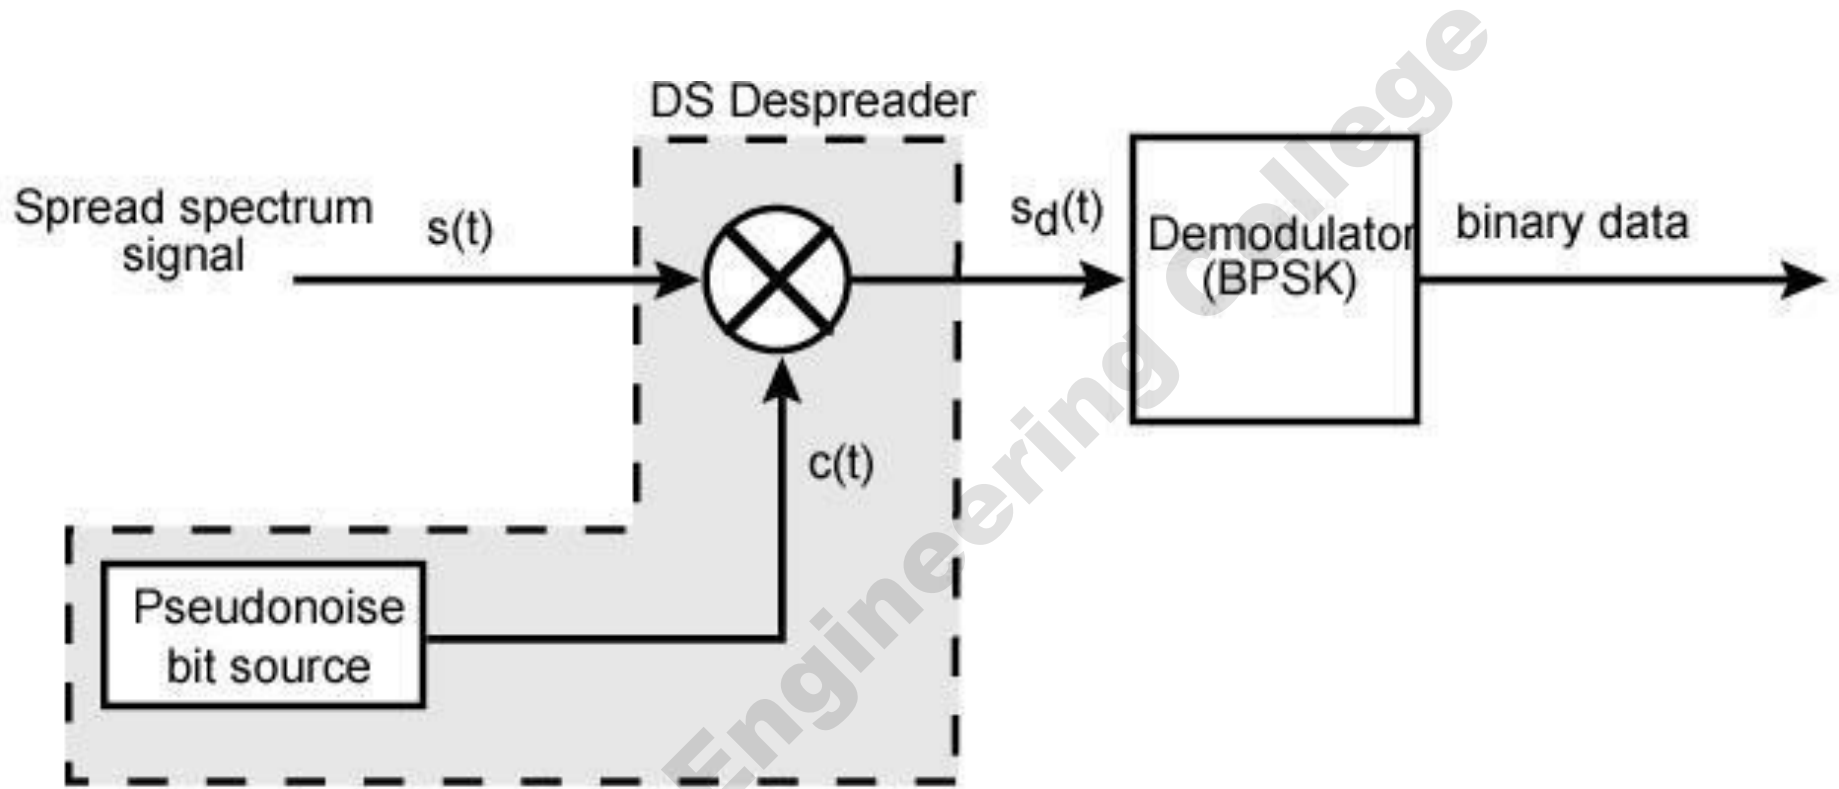 DS Despreader
Spread spectrum
signal
s(t)
sd(t)
Demodulator
(BPSK)
binary data
c(t)
Pseudonoise
bit source
Engineering College